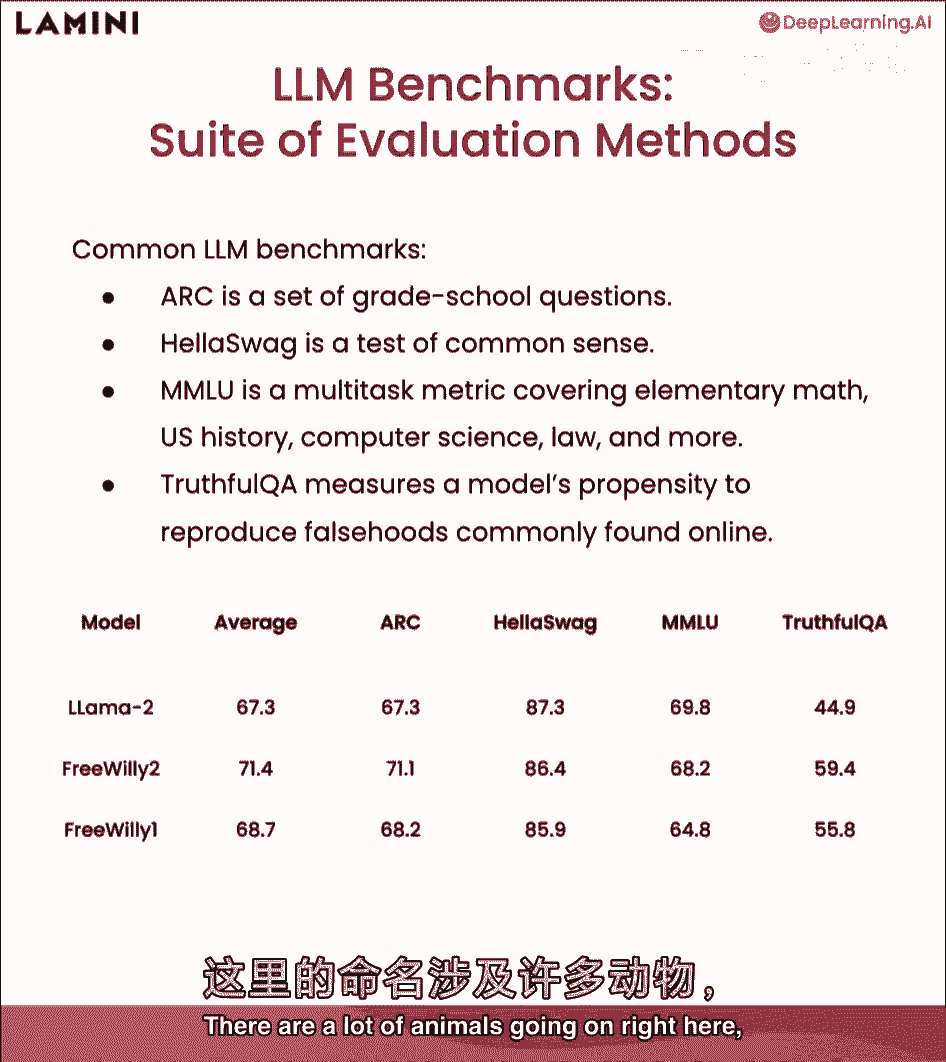 LAMINI
DeepLearning.AI
LLM Benchmarks:
Suite of Evaluation Methods
Common LLM benchmarks:
● ARC is a set of grade-school questions.
● HellaSwag is a test of common sense.
● MMLU is a multitask metric covering elementary math,
US history, computer science, law, and more.
● TruthfulQA measures a model's propensity to
reproduce falsehoods commonly found online.
Model Average ARC HellaSwag MMLU TruthfulQA
LLama-2 67.3 67.3 87.3 69.8 44.9
FreeWilly2 71.4 71.1 86.4 68.2 59.4
FreeWilly1 68.7 68.2 85.9 64.8 55.8
这里的命名涉及许多动物，
There are a lot of animals going on right here,